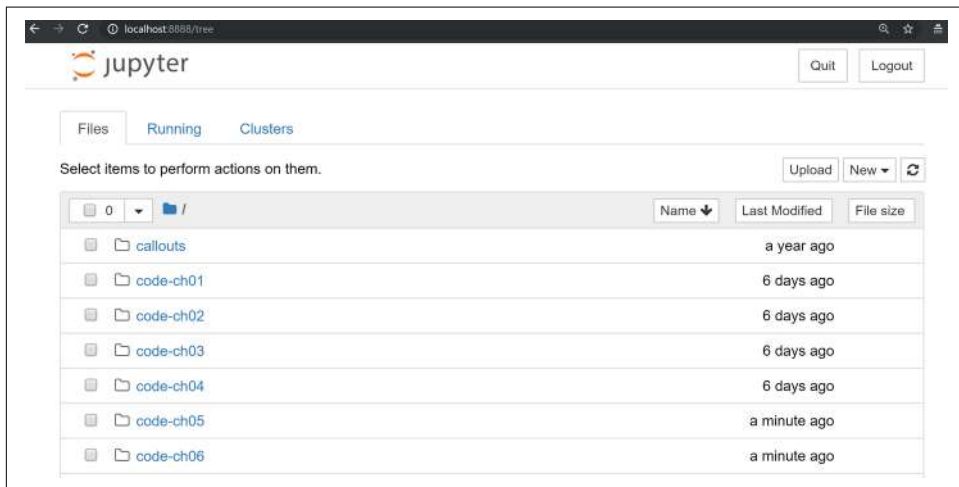 localhost:8888/tree
jupyter Quit Logout
Files Running Clusters
Select items to perform actions on them. Upload New
0 / Name Last Modified File size
callouts a year ago
code-ch01 6 days ago
code-ch02 6 days ago
code-ch03 6 days ago
code-ch04 6 days ago
code-ch05 a minute ago
code-ch06 a minute ago